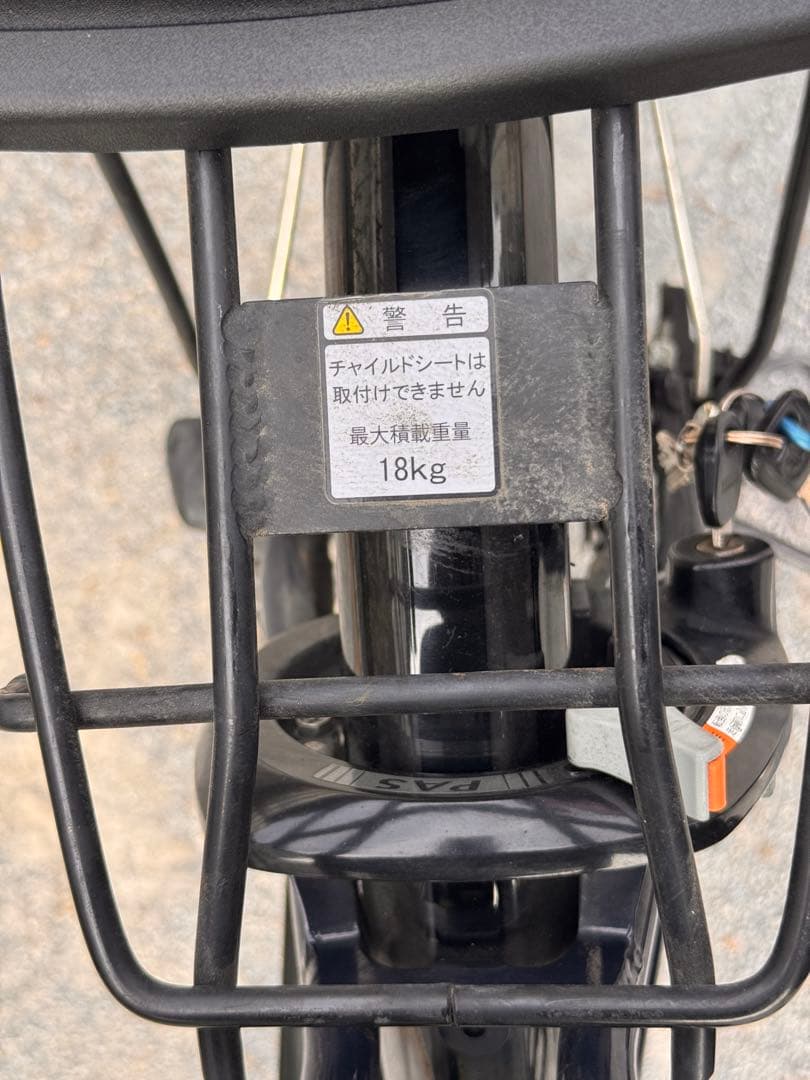 警 告
チャイルドシートは
取付けできません
最大積載重量
18kg
PAS